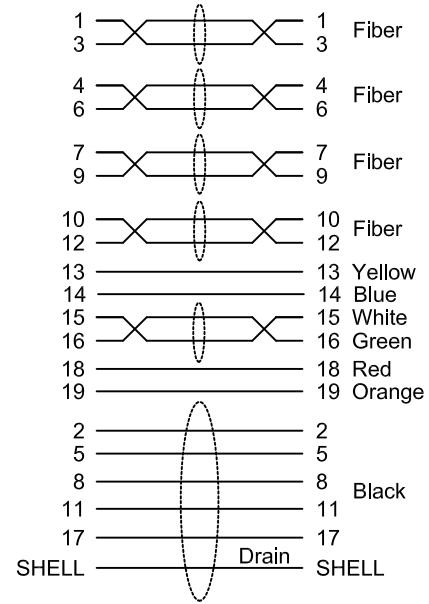 1 1 Fiber
3 3
4 4 Fiber
6 6
7 7 Fiber
9 9
10 10 Fiber
12 12
13 13 Yellow
14 14 Blue
15 15 White
16 16 Green
18 18 Red
19 19 Orange
2 2
5 5
8 8 Black
11 11
17 17
SHELL Drain SHELL